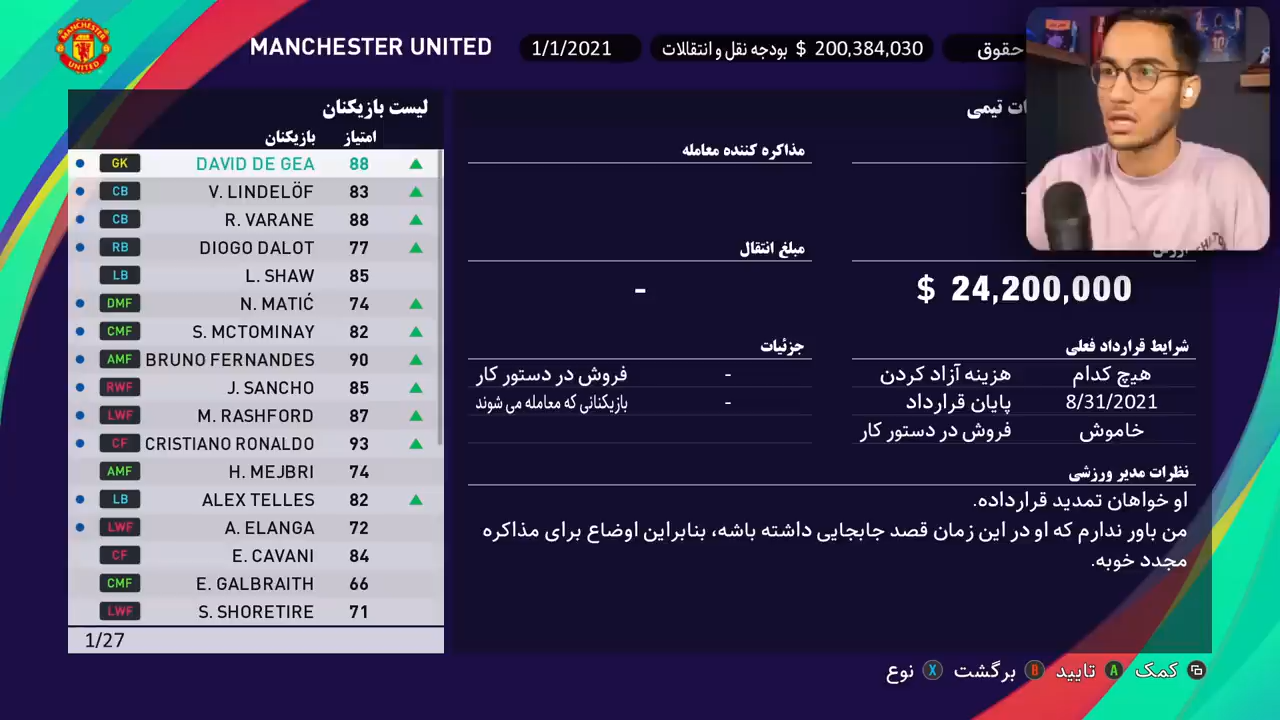 MANCHESTER UNITED
1/1/2021
بودجه نقل و انتقالات $ 200,384,030
حقوق
لیست بازیکنان
بازیکنان امتیاز
GK DAVID DE GEA 88
CB V. LINDELÖF 83
CB R. VARANE 88
RB DIOGO DALOT 77
LB L. SHAW 85
DMF N. MATIĆ 74
CMF S. MCTOMINAY 82
AMF BRUNO FERNANDES 90
RWF J. SANCHO 85
LWF M. RASHFORD 87
CF CRISTIANO RONALDO 93
AMF H. MEJBRI 74
LB ALEX TELLES 82
LWF A. ELANGA 72
CF E. CAVANI 84
CMF E. GALBRAITH 66
LWF S. SHORETIRE 71
1/27
ات تیمی
مذاکره کننده معامله
مبلغ انتقال
-
$ 24,200,000
جزئیات
فروش در دستور کار -
بازیکنانی که معامله می شوند -
شرایط قرارداد فعلی
هزینه آزاد کردن هیچ کدام
پایان قرارداد 8/31/2021
فروش در دستور کار خاموش
نظرات مدیر ورزشی
او خواهان تمدید قرارداده.
من باور ندارم که او در این زمان قصد جابجایی داشته باشه، بنابراین اوضاع برای مذاکره
مجدد خوبه.
کمک
A تایید
B برگشت
X نوع